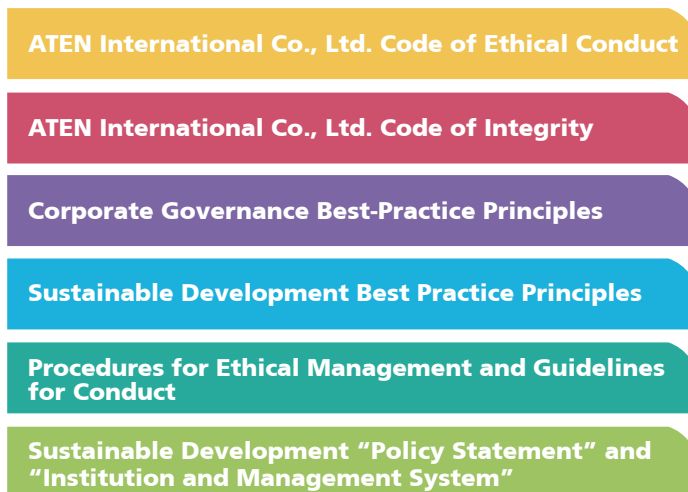 ATEN International Co., Ltd. Code of Ethical Conduct
ATEN International Co., Ltd. Code of Integrity
Corporate Governance Best-Practice Principles
Sustainable Development Best Practice Principles
Procedures for Ethical Management and Guidelines
for Conduct
Sustainable Development “Policy Statement” and
“Institution and Management System”